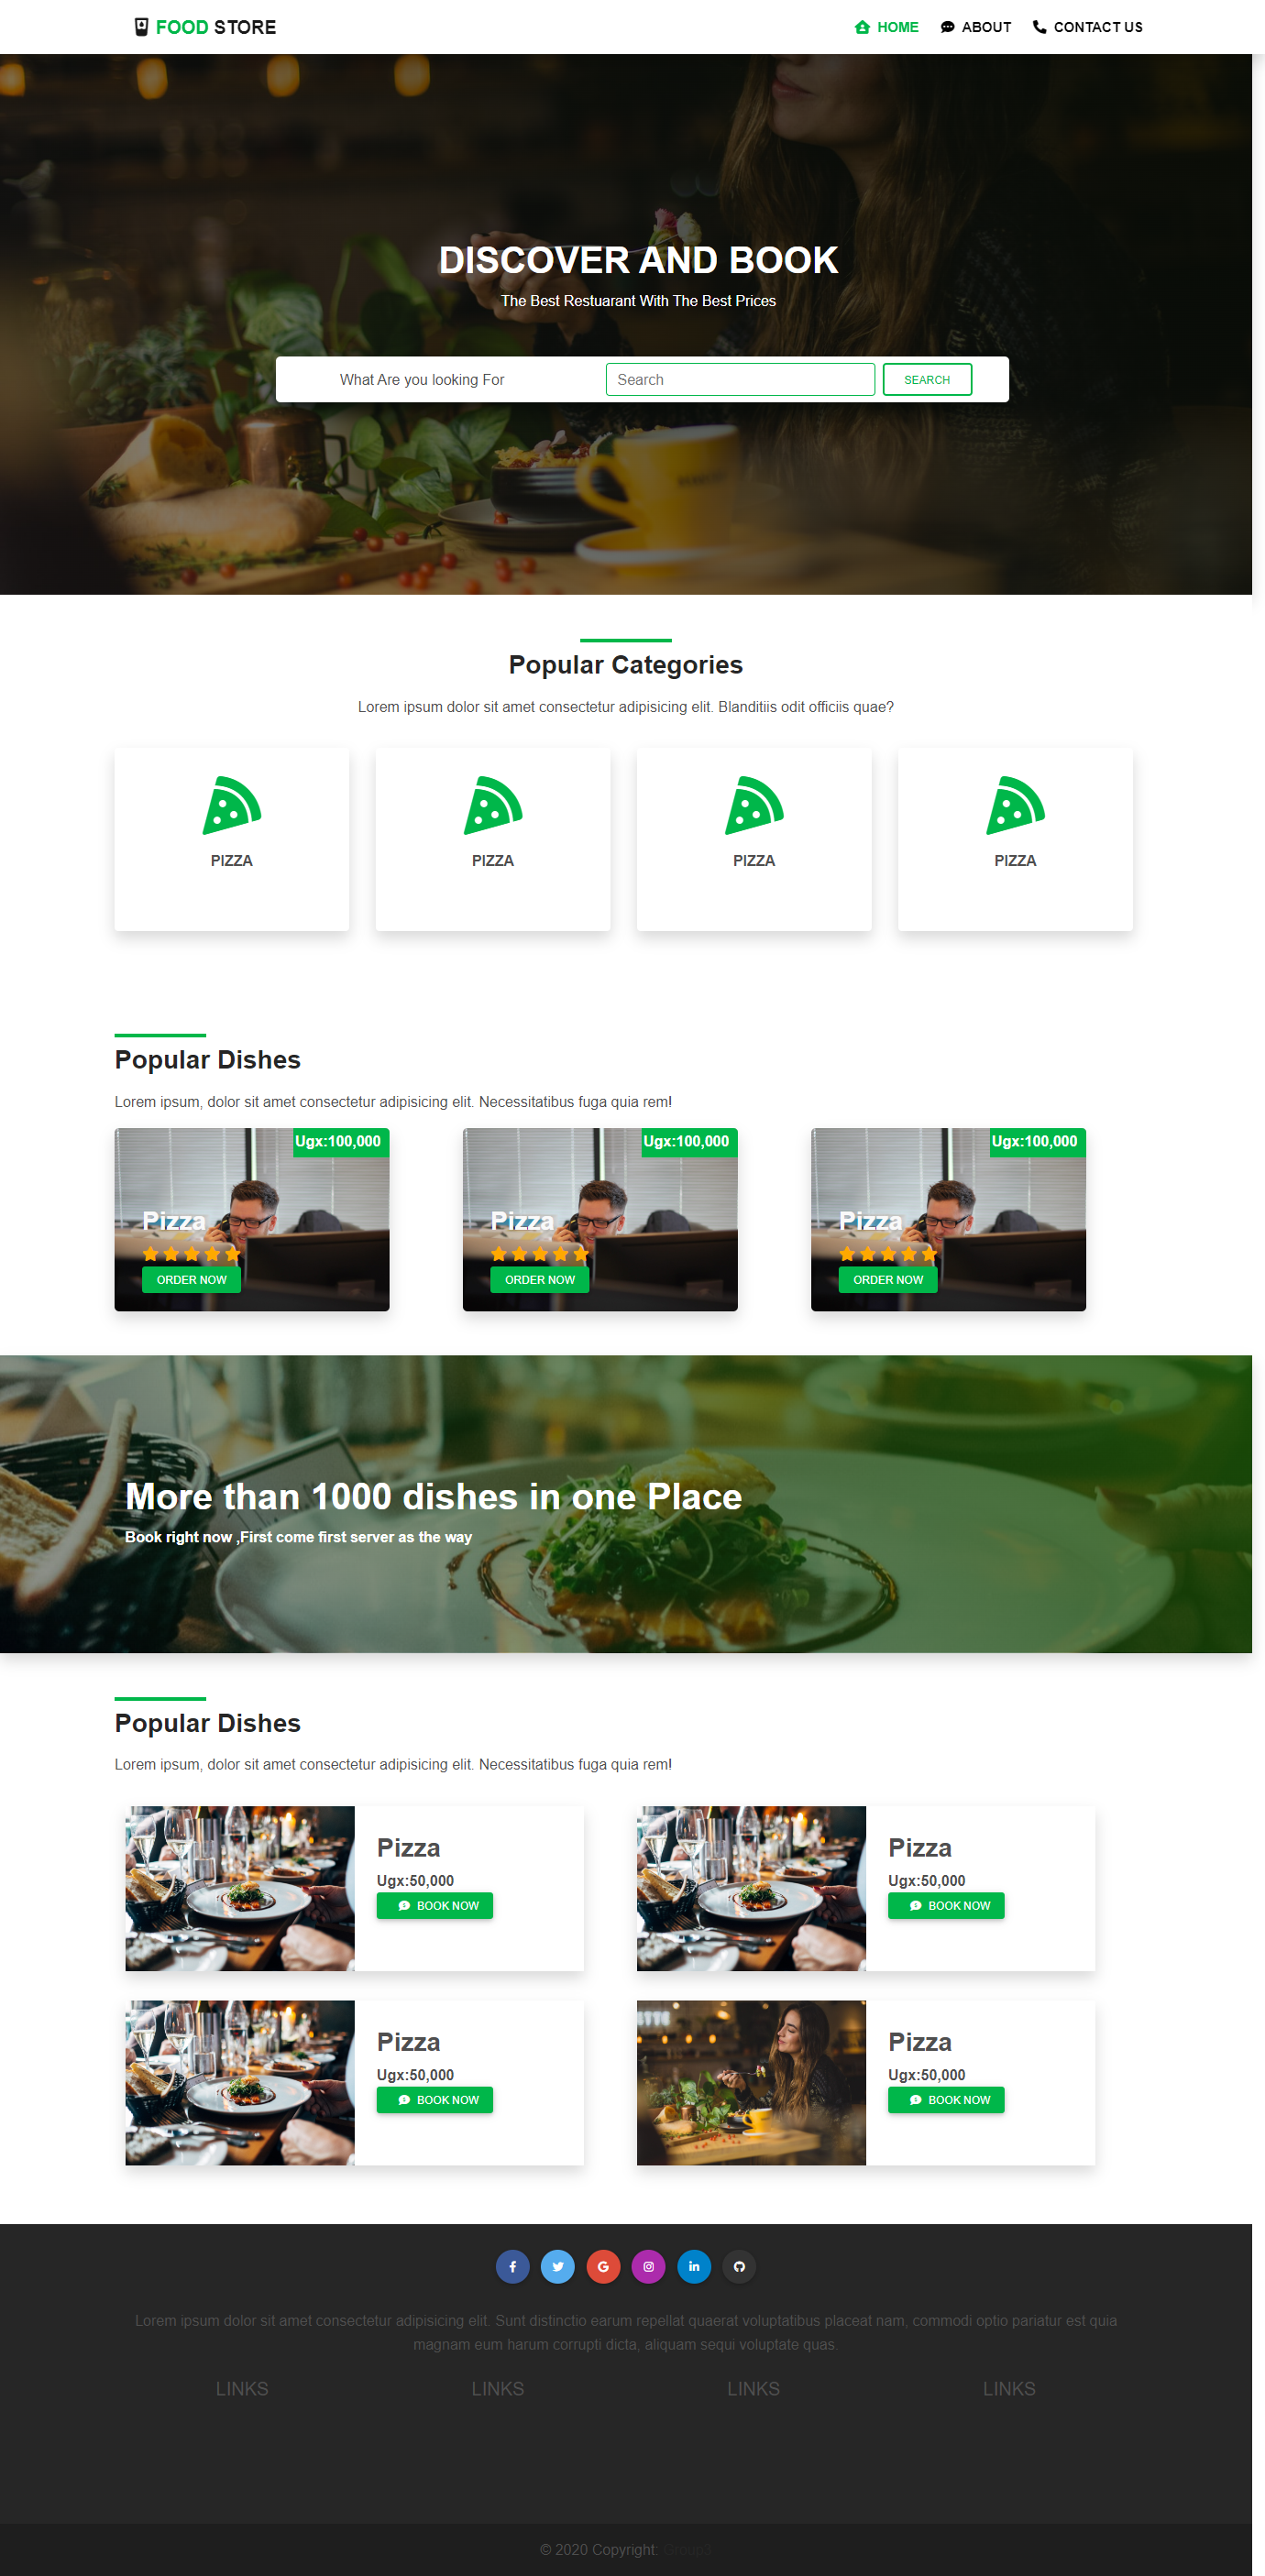 FOOD STORE
HOME ABOUT CONTACT US
DISCOVER AND BOOK
The Best Restuarant With The Best Prices
What Are you looking For Search SEARCH
Popular Categories
Lorem ipsum dolor sit amet consectetur adipisicing elit. Blanditiis odit officiis quae?
PIZZA PIZZA PIZZA PIZZA
Popular Dishes
Lorem ipsum, dolor sit amet consectetur adipisicing elit. Necessitatibus fuga quia rem!
Ugx:100,000 Ugx:100,000 Ugx:100,000
Pizza Pizza Pizza
ORDER NOW ORDER NOW ORDER NOW
More than 1000 dishes in one Place
Book right now ,First come first server as the way
Popular Dishes
Lorem ipsum, dolor sit amet consectetur adipisicing elit. Necessitatibus fuga quia rem!
Pizza Pizza
Ugx:50,000 Ugx:50,000
BOOK NOW BOOK NOW
Pizza Pizza
Ugx:50,000 Ugx:50,000
BOOK NOW BOOK NOW
Lorem ipsum dolor sit amet consectetur adipisicing elit. Sunt distinctio earum repellat quaerat voluptatibus placeat nam, commodi optio pariatur est quia
magnam eum harum corrupti dicta, aliquam sequi voluptate quas.
LINKS LINKS LINKS LINKS
© 2020 Copyright: